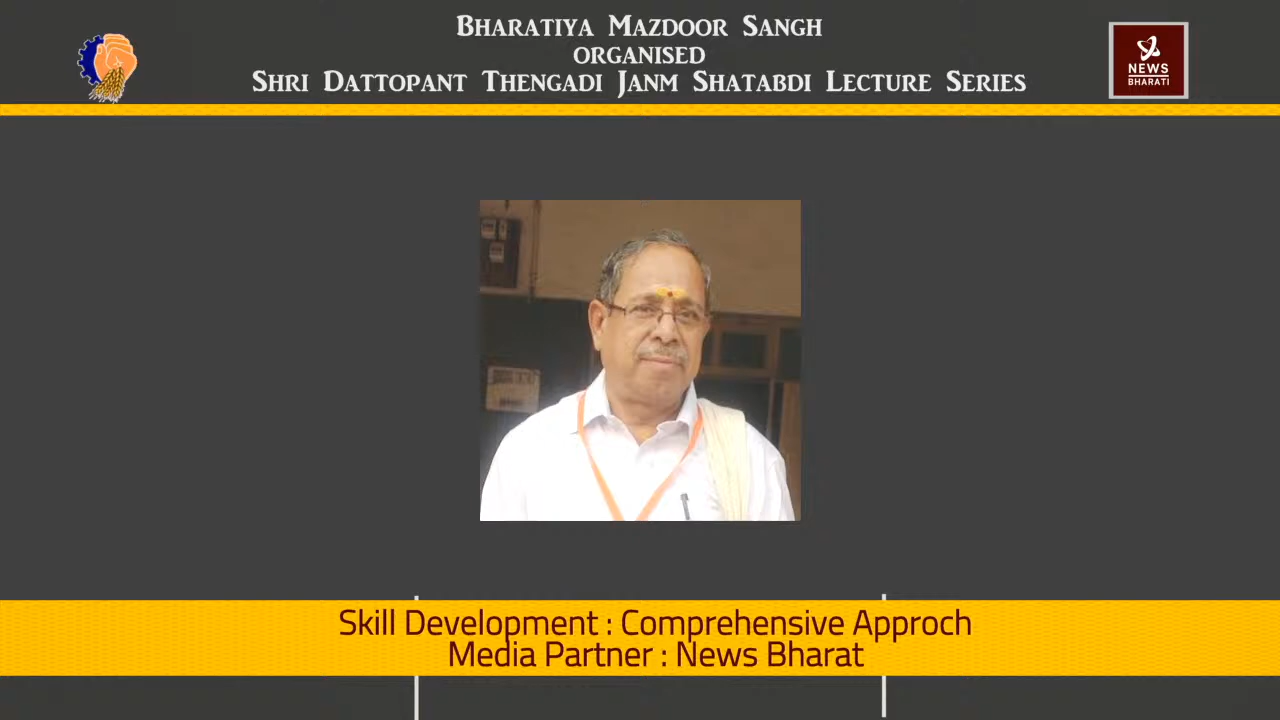 Bharatiya Mazdoor Sangh
organised
Shri Dattopant Thengadi Janm Shatabdi Lecture Series
NEWS
BHARATI
Skill Development : Comprehensive Approch
Media Partner : News Bharat